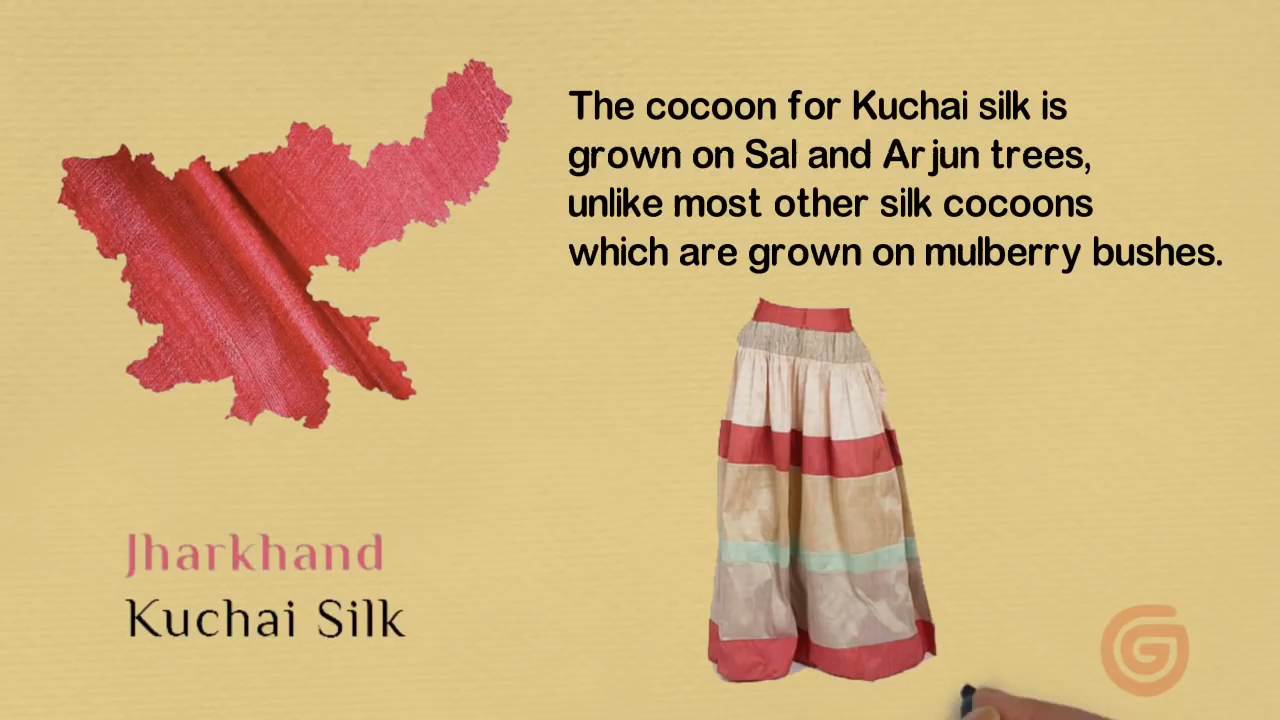 The cocoon for Kuchai silk is
grown on Sal and Arjun trees,
unlike most other silk cocoons
which are grown on mulberry bushes.
Jharkhand
Kuchai Silk
G